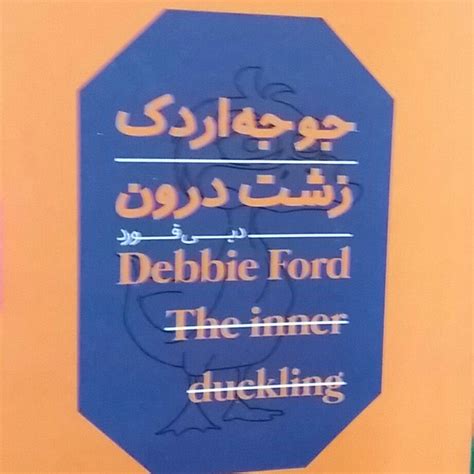 جوجه‌اردک
زشت درون
دبی فورد
Debbie Ford
The inner
duckling